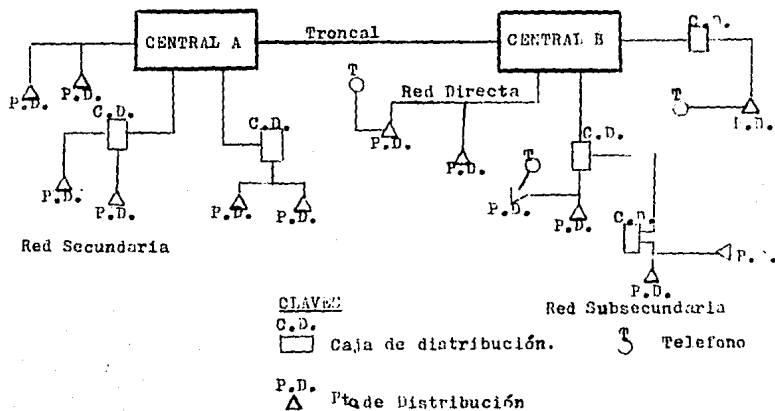 C.D.
CENTRAL A
Troncal
CENTRAL B
T
Red Directa
T
P.D.
P.D.
C.D.
C.D.
P.D.
P.D.
C.D.
T
P.D.
P.D.
P.D.
P.D.
P.D.
P.D.
C.D.
Red Secundaria
P.D.
Red Subsecundaria
CLAVES
C.D.
Caja de distribución.
T
Telefono
P.D.
Pto de Distribución